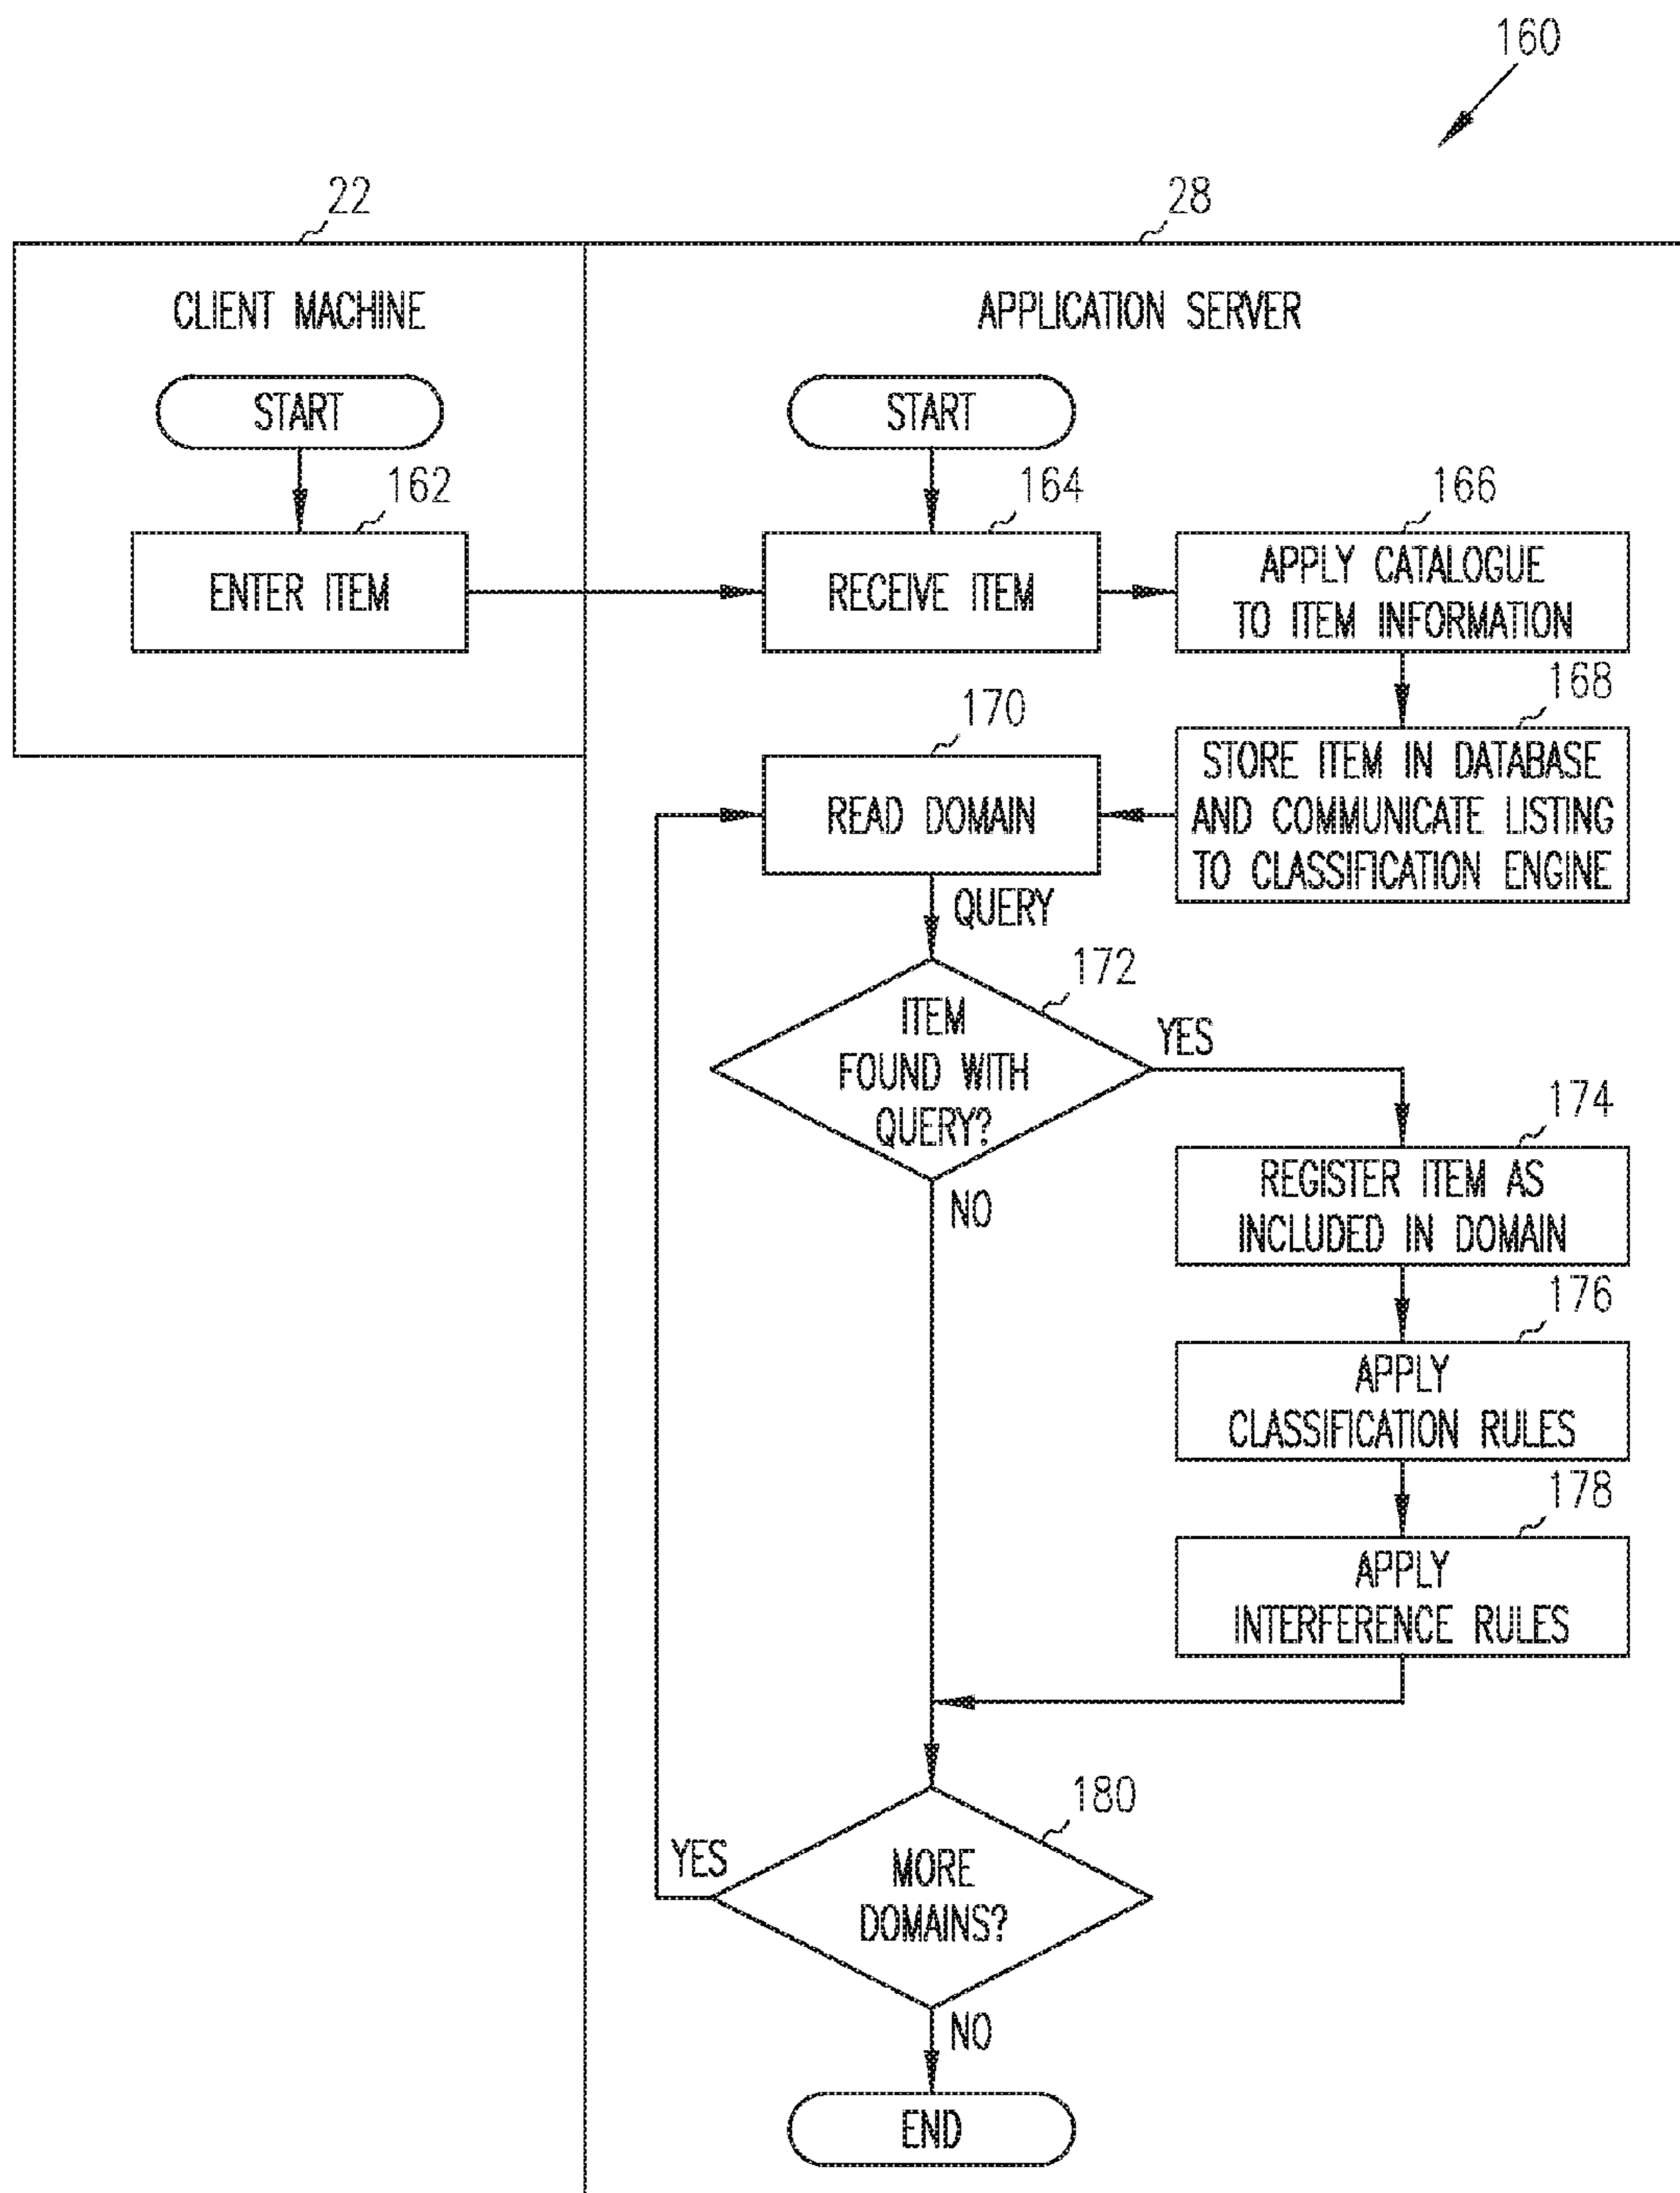 160
22
28
CLIENT MACHINE
APPLICATION SERVER
START
START
162
164
166
ENTER ITEM
RECEIVE ITEM
APPLY CATALOGUE
TO ITEM INFORMATION
168
170
STORE ITEM IN DATABASE
AND COMMUNICATE LISTING
TO CLASSIFICATION ENGINE
READ DOMAIN
QUERY
172
ITEM
FOUND WITH
QUERY?
YES
NO
174
REGISTER ITEM AS
INCLUDED IN DOMAIN
176
APPLY
CLASSIFICATION RULES
178
APPLY
INTERFERENCE RULES
180
YES
MORE
DOMAINS?
NO
END